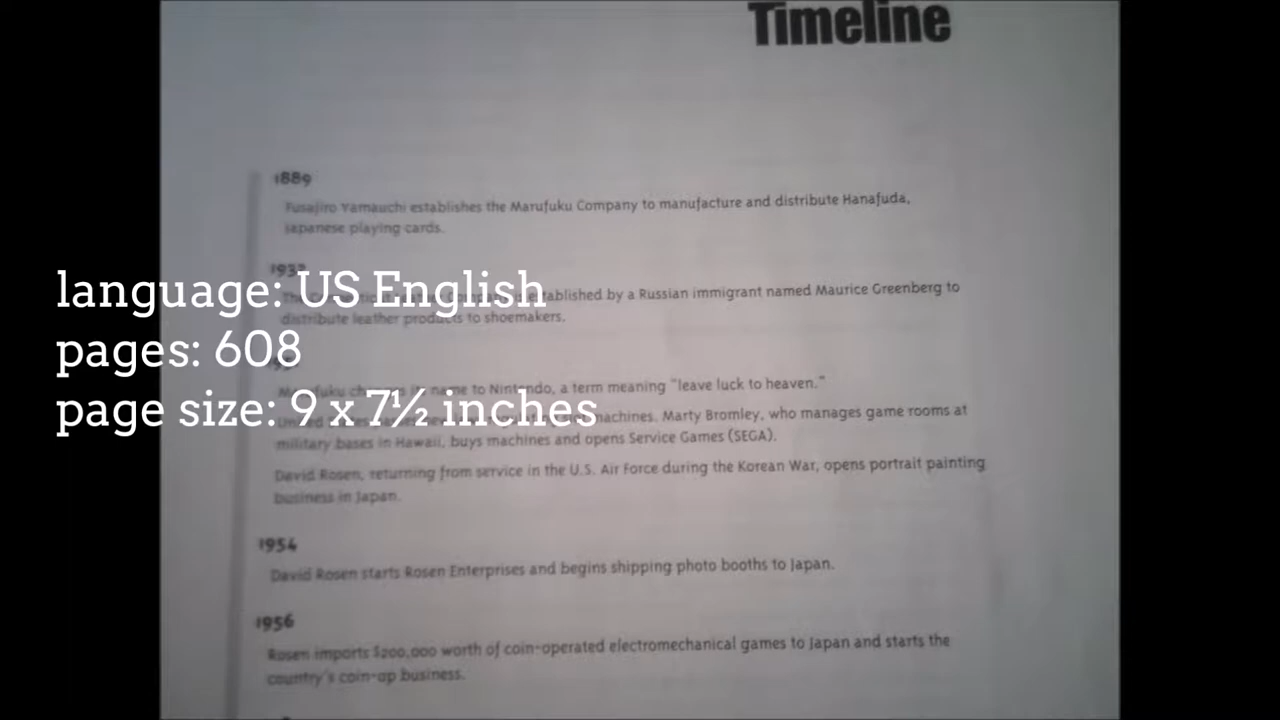 Timeline
1889
Fusajiro Yamauchi establishes the Marufuku Company to manufacture and distribute Hanafuda,
Japanese playing cards.
1932
tablished by a Russian immigrant named Maurice Greenberg to
distribute leather products to shoemakers.
language: US English
pages: 608
page size: 9 x 7½ inches
Marufuku changes its name to Nintendo, a term meaning "leave luck to heaven."
machines. Marty Bromley, who manages game rooms at
military bases in Hawaii, buys machines and opens Service Games (SEGA).
David Rosen, returning from service in the U.S. Air Force during the Korean War, opens portrait painting
business in Japan.
1954
David Rosen starts Rosen Enterprises and begins shipping photo booths to Japan.
1956
Rosen imports $200,000 worth of coin-operated electromechanical games to Japan and starts the
country's coin-op business.